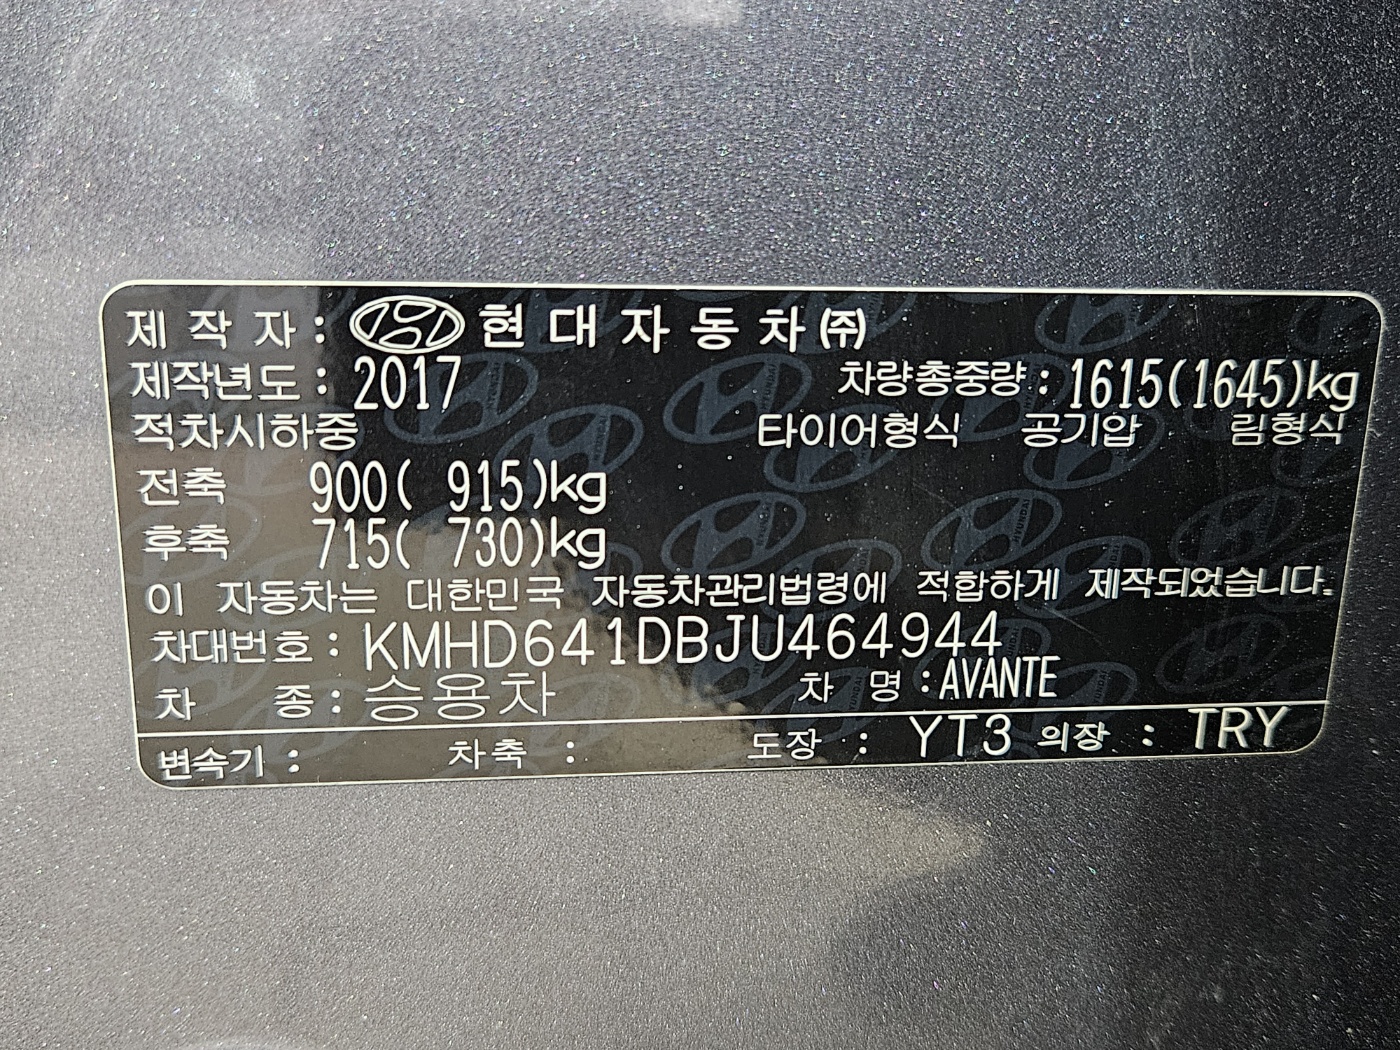 제 작 자 : 현 대 자 동 차 ㈜
제작년도 : 2017 차량총중량 : 1615(1645)kg
적차시하중 타이어형식 공기압 림형식
전축 900( 915)kg
후축 715( 730)kg
이 자동차는 대한민국 자동차관리법령에 적합하게 제작되었습니다.
차대번호 : KMHD641DBJU464944
차 종 : 승용차 차 명 : AVANTE
변속기 : 차축 : 도장 : YT3 의장 : TRY